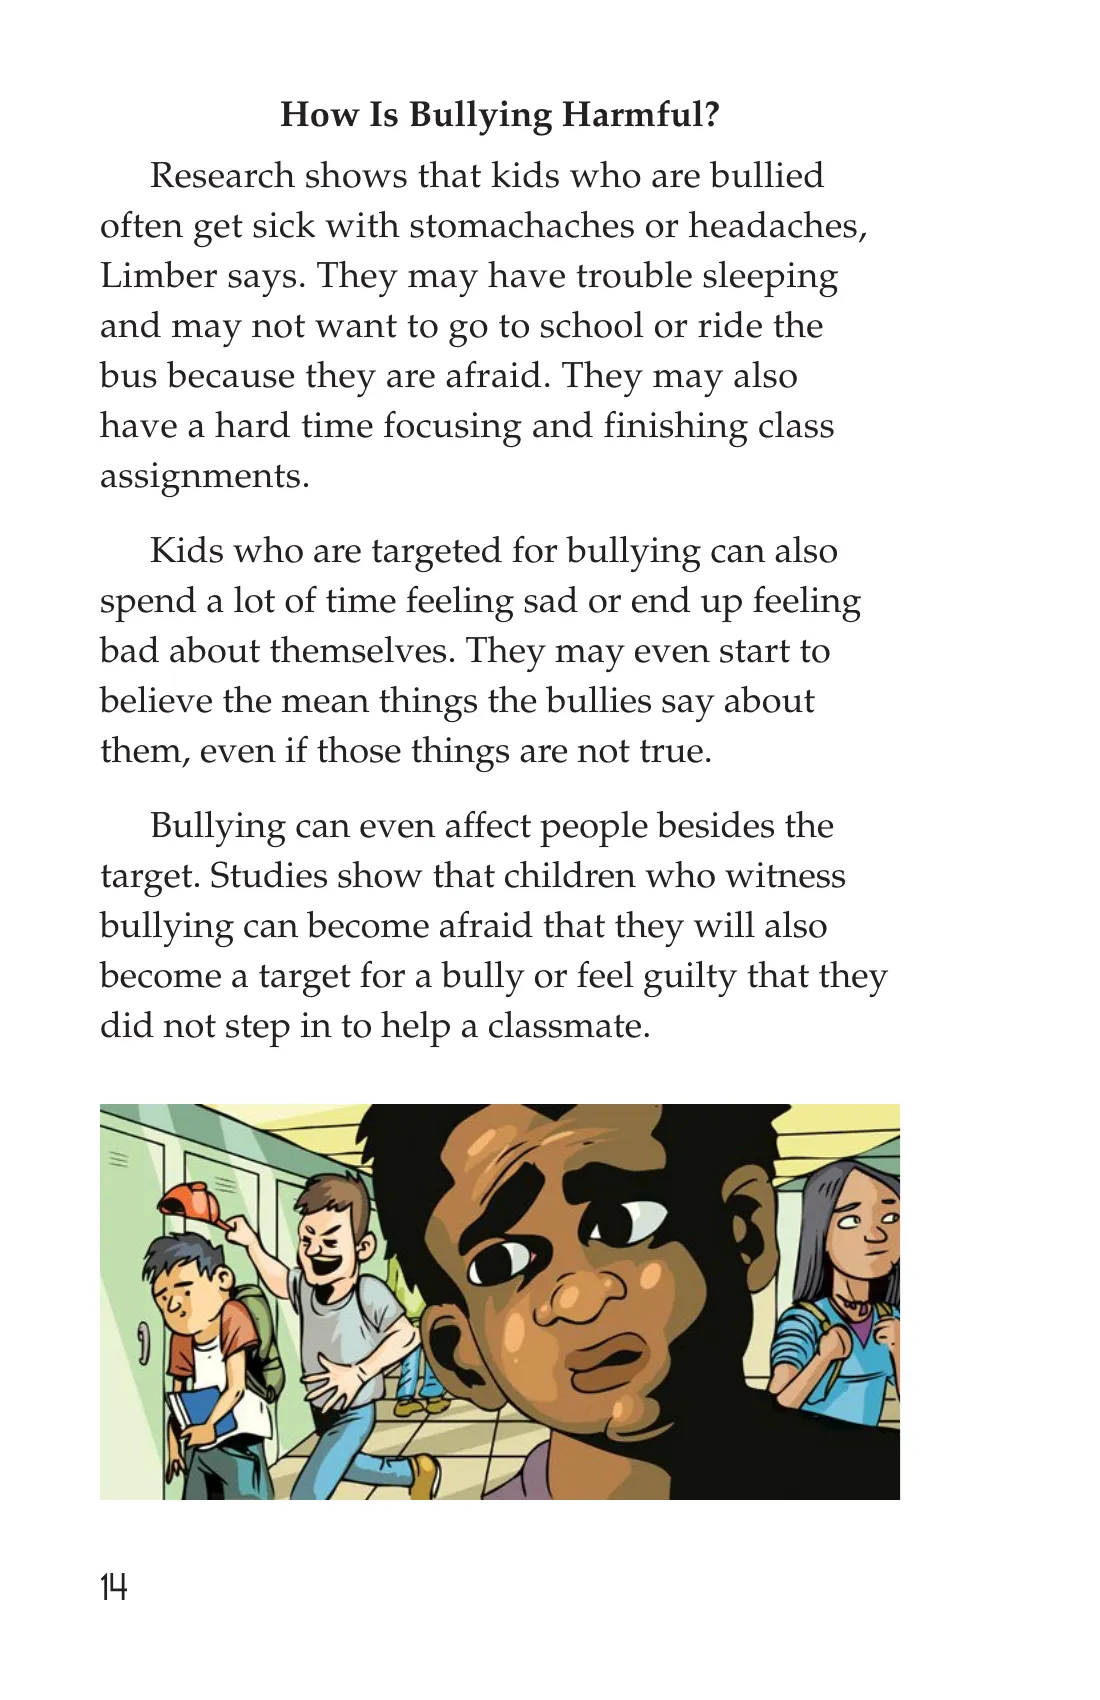 How Is Bullying Harmful?
Research shows that kids who are bullied
often get sick with stomachaches or headaches,
Limber says. They may have trouble sleeping
and may not want to go to school or ride the
bus because they are afraid. They may also
have a hard time focusing and finishing class
assignments.
Kids who are targeted for bullying can also
spend a lot of time feeling sad or end up feeling
bad about themselves. They may even start to
believe the mean things the bullies say about
them, even if those things are not true.
Bullying can even affect people besides the
target. Studies show that children who witness
bullying can become afraid that they will also
become a target for a bully or feel guilty that they
did not step in to help a classmate.
14